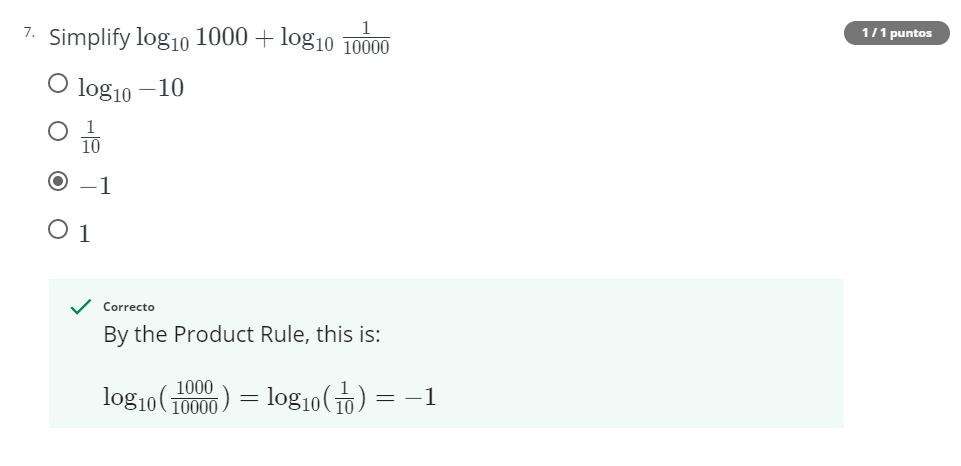 7. Simplify log₁₀ 1000 + log₁₀ 1/10000
1 / 1 puntos
log₁₀ −10
1/10
−1
1
Correcto
By the Product Rule, this is:
log₁₀(1000/10000) = log₁₀(1/10) = −1